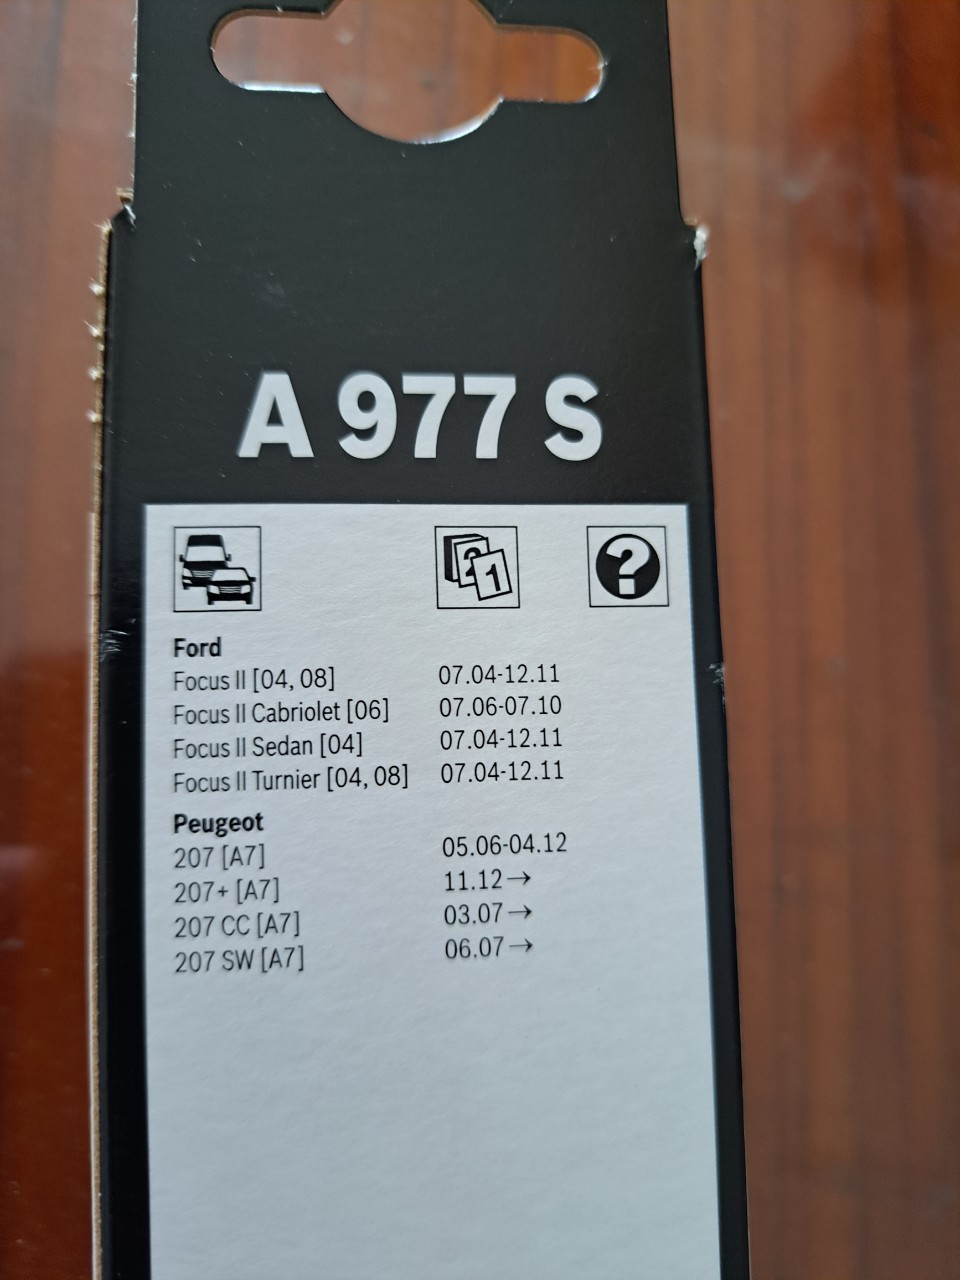 A 977 S
2 1 ?
Ford
Focus II [04, 08] 07.04-12.11
Focus II Cabriolet [06] 07.06-07.10
Focus II Sedan [04] 07.04-12.11
Focus II Turnier [04, 08] 07.04-12.11
Peugeot
207 [A7] 05.06-04.12
207+ [A7] 11.12→
207 CC [A7] 03.07→
207 SW [A7] 06.07→